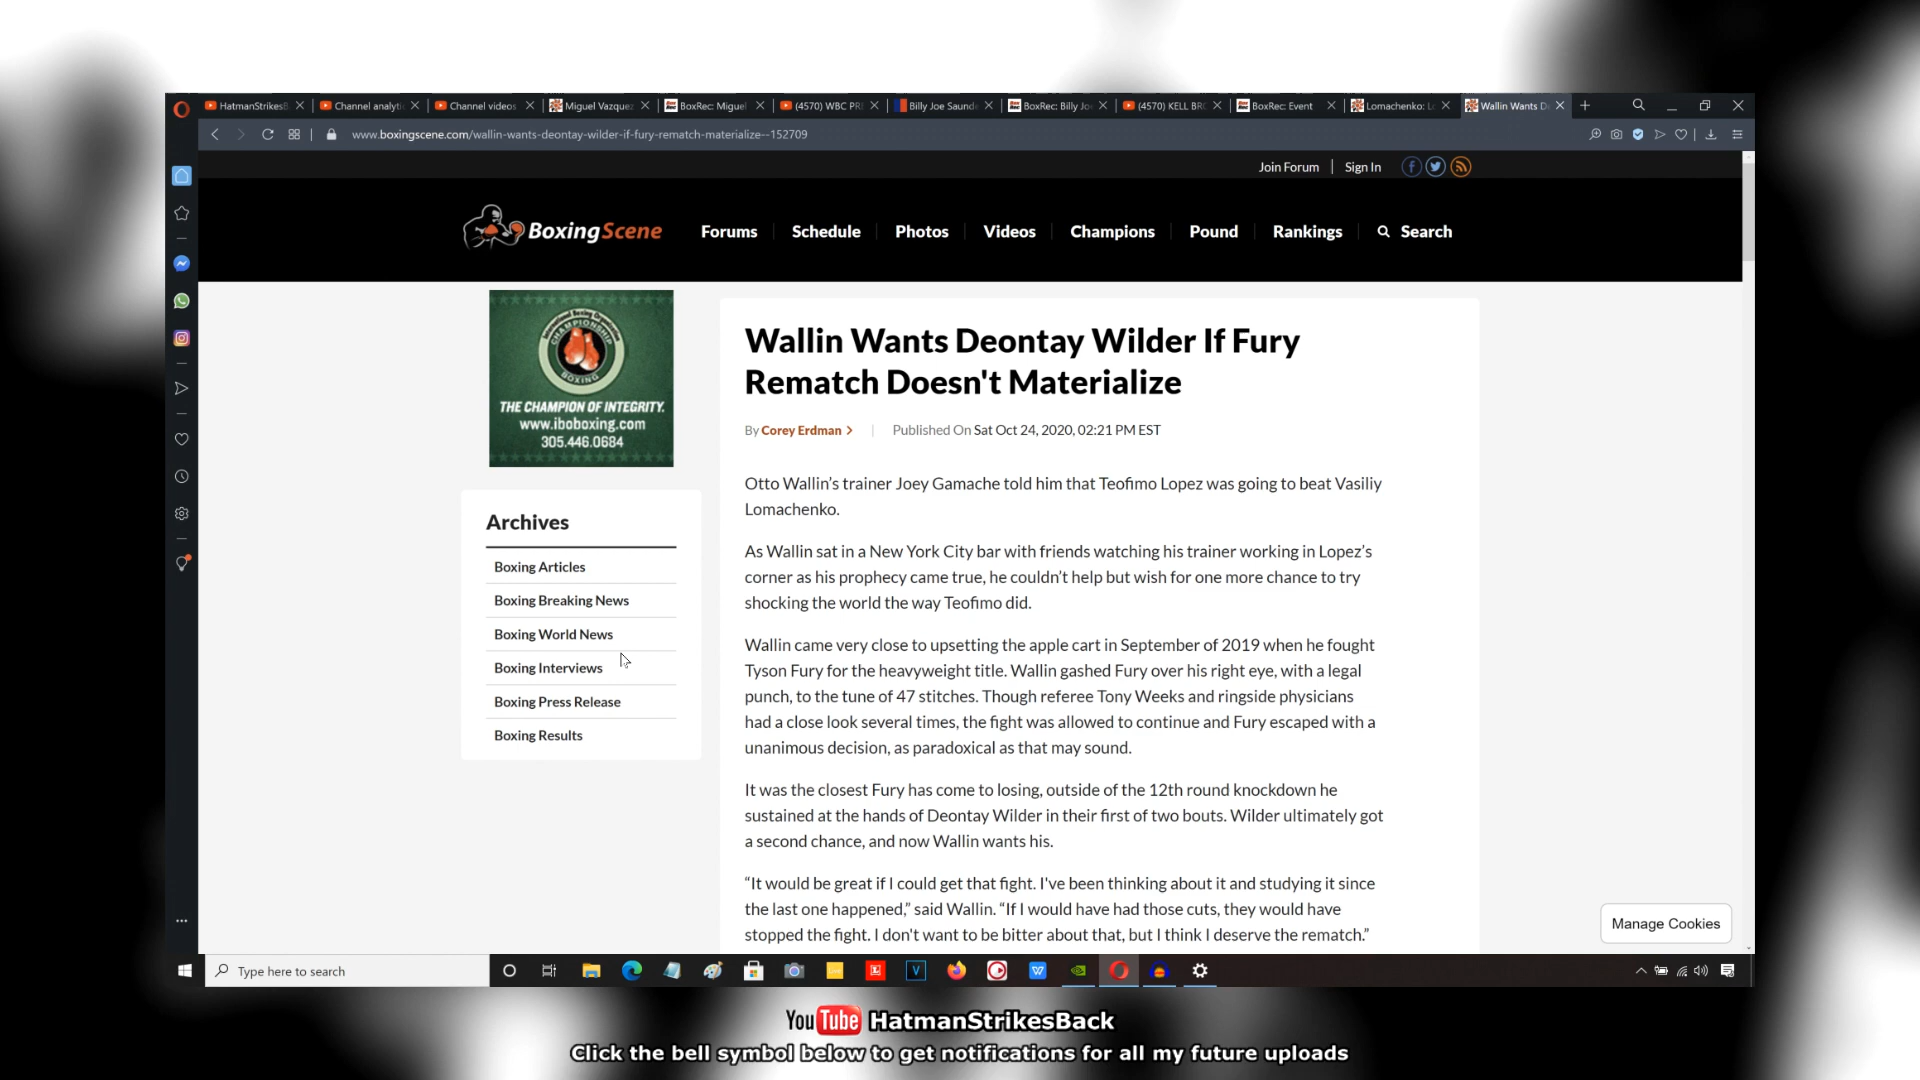 HatmanStrikesB
Channel analyti
Channel videos
Miguel Vazquez
BoxRec: Miguel
(4570) WBC PR
Billy Joe Saund
BoxRec: Billy Jo
(4570) KELL BR
BoxRec: Event
Lomachenko: L
Wallin Wants D
www.boxingscene.com/wallin-wants-deontay-wilder-if-fury-rematch-materialize--152709
Join Forum | Sign In
BoxingScene
Forums
Schedule
Photos
Videos
Champions
Pound
Rankings
Search
CHAMPIONSHIP
BOXING
THE CHAMPION OF INTEGRITY.
www.iboboxing.com
305.446.0684
Archives
Boxing Articles
Boxing Breaking News
Boxing World News
Boxing Interviews
Boxing Press Release
Boxing Results
Wallin Wants Deontay Wilder If Fury
Rematch Doesn't Materialize
By Corey Erdman > | Published On Sat Oct 24, 2020, 02:21 PM EST
Otto Wallin’s trainer Joey Gamache told him that Teofimo Lopez was going to beat Vasiliy
Lomachenko.
As Wallin sat in a New York City bar with friends watching his trainer working in Lopez’s
corner as his prophecy came true, he couldn’t help but wish for one more chance to try
shocking the world the way Teofimo did.
Wallin came very close to upsetting the apple cart in September of 2019 when he fought
Tyson Fury for the heavyweight title. Wallin gashed Fury over his right eye, with a legal
punch, to the tune of 47 stitches. Though referee Tony Weeks and ringside physicians
had a close look several times, the fight was allowed to continue and Fury escaped with a
unanimous decision, as paradoxical as that may sound.
It was the closest Fury has come to losing, outside of the 12th round knockdown he
sustained at the hands of Deontay Wilder in their first of two bouts. Wilder ultimately got
a second chance, and now Wallin wants his.
“It would be great if I could get that fight. I've been thinking about it and studying it since
the last one happened,” said Wallin. “If I would have had those cuts, they would have
stopped the fight. I don't want to be bitter about that, but I think I deserve the rematch.”
Manage Cookies
Type here to search
YouTube HatmanStrikesBack
Click the bell symbol below to get notifications for all my future uploads